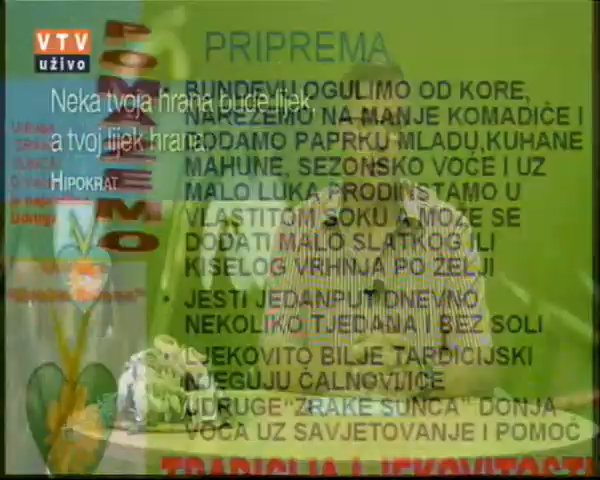 VTV
uživo
PRIPREMA
POMAŽEMO
Neka tvoja hrana bude lijek,
a tvoj lijek hrana.
HIPOKRAT
• BUNDEVU OGULIMO OD KORE,
NAREŽEMO NA MANJE KOMADIĆE I
DODAMO PAPRKU MLADU,KUHANE
MAHUNE, SEZONSKO VOĆE I UZ
MALO LUKA PRODINSTAMO U
VLASTITOM SOKU A MOŽE SE
DODATI MALO SLATKOG ILI
KISELOG VRHNJA PO ŽELJI
• JESTI JEDANPUT DNEVNO
NEKOLIKO TJEDANA I BEZ SOLI
LJEKOVITO BILJE TARDICIJSKI
NJEGUJU ČALNOVI/ICE
UDRUGE"ZRAKE SUNCA" DONJA
VOĆA UZ SAVJETOVANJE I POMOĆ
TRADICIJA LJEKOVITOSTI